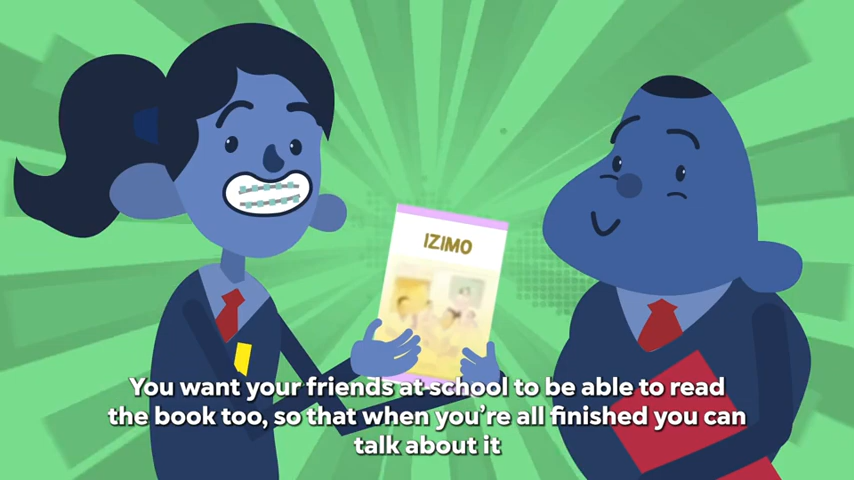 IZIMO
You want your friends at school to be able to read
the book too, so that when you're all finished you can
talk about it